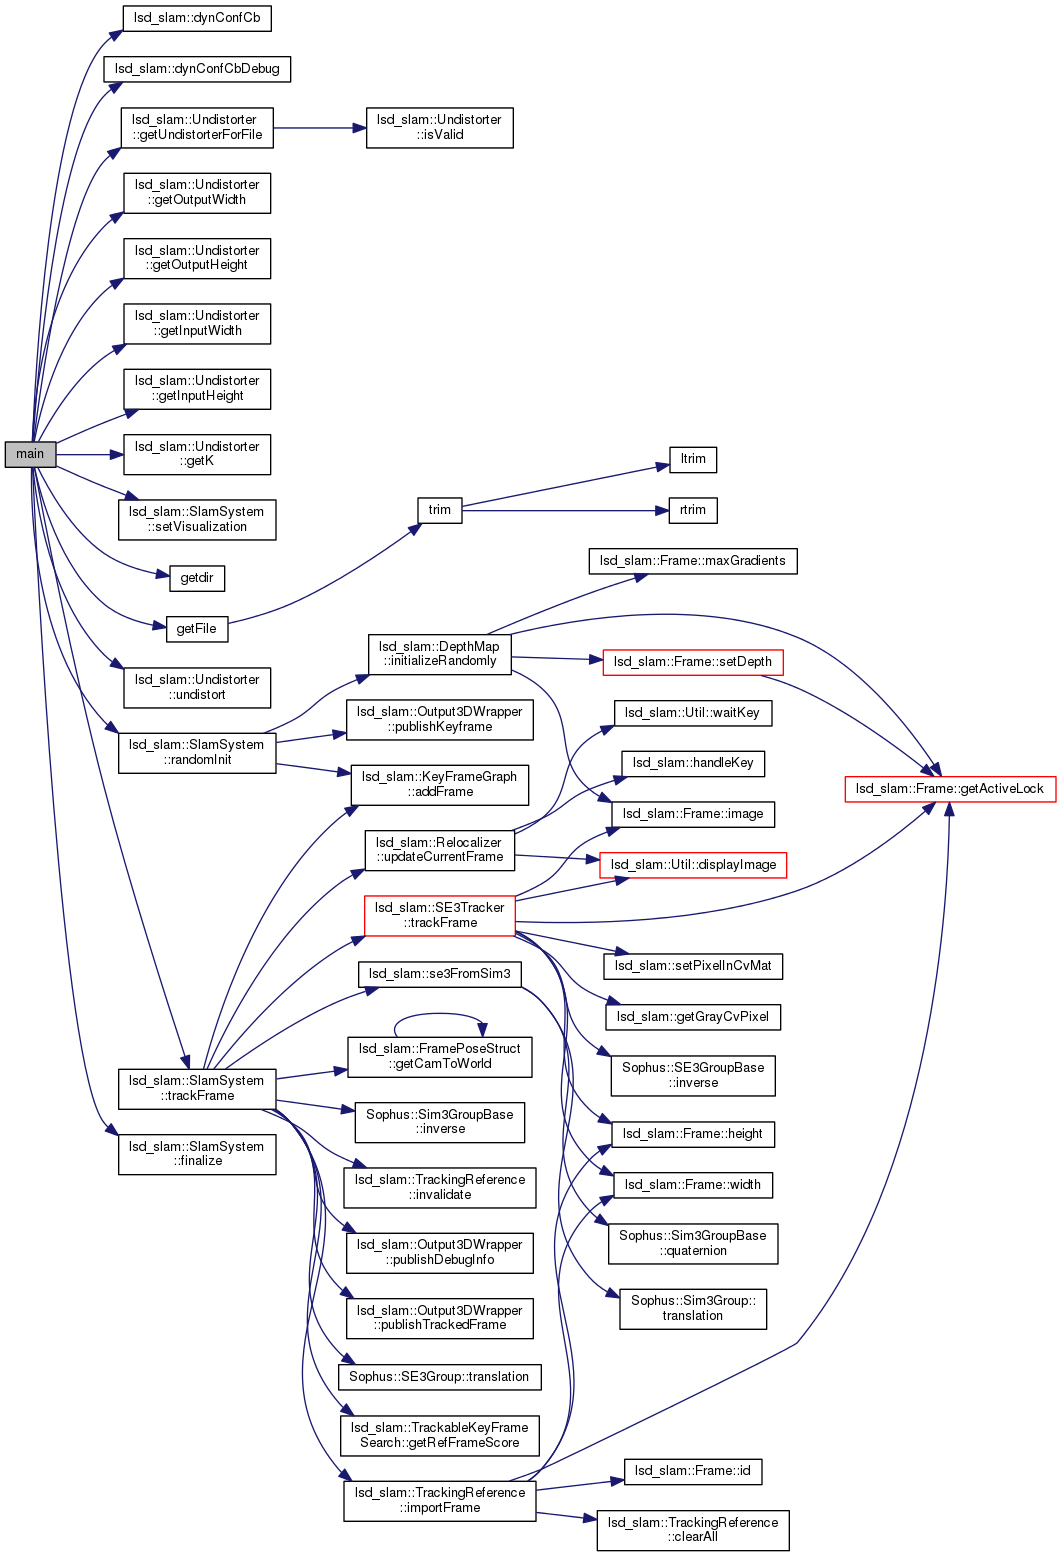 lsd_slam::dynConfCb
lsd_slam::dynConfCbDebug
lsd_slam::Undistorter
::getUndistorterForFile
lsd_slam::Undistorter
::isValid
lsd_slam::Undistorter
::getOutputWidth
lsd_slam::Undistorter
::getOutputHeight
lsd_slam::Undistorter
::getInputWidth
lsd_slam::Undistorter
::getInputHeight
main
lsd_slam::Undistorter
::getK
lsd_slam::SlamSystem
::setVisualization
getdir
getFile
trim
ltrim
rtrim
lsd_slam::Undistorter
::undistort
lsd_slam::SlamSystem
::randomInit
lsd_slam::DepthMap
::initializeRandomly
lsd_slam::Output3DWrapper
::publishKeyframe
lsd_slam::KeyFrameGraph
::addFrame
lsd_slam::Relocalizer
::updateCurrentFrame
lsd_slam::SE3Tracker
::trackFrame
lsd_slam::se3FromSim3
lsd_slam::FramePoseStruct
::getCamToWorld
lsd_slam::SlamSystem
::trackFrame
Sophus::Sim3GroupBase
::inverse
lsd_slam::SlamSystem
::finalize
lsd_slam::TrackingReference
::invalidate
lsd_slam::Output3DWrapper
::publishDebugInfo
lsd_slam::Output3DWrapper
::publishTrackedFrame
Sophus::SE3Group::translation
lsd_slam::TrackableKeyFrame
Search::getRefFrameScore
lsd_slam::TrackingReference
::importFrame
lsd_slam::Frame::maxGradients
lsd_slam::Frame::setDepth
lsd_slam::Util::waitKey
lsd_slam::handleKey
lsd_slam::Frame::getActiveLock
lsd_slam::Frame::image
lsd_slam::Util::displayImage
lsd_slam::setPixelInCvMat
lsd_slam::getGrayCvPixel
Sophus::SE3GroupBase
::inverse
lsd_slam::Frame::height
lsd_slam::Frame::width
Sophus::Sim3GroupBase
::quaternion
Sophus::Sim3Group::
translation
lsd_slam::Frame::id
lsd_slam::TrackingReference
::clearAll